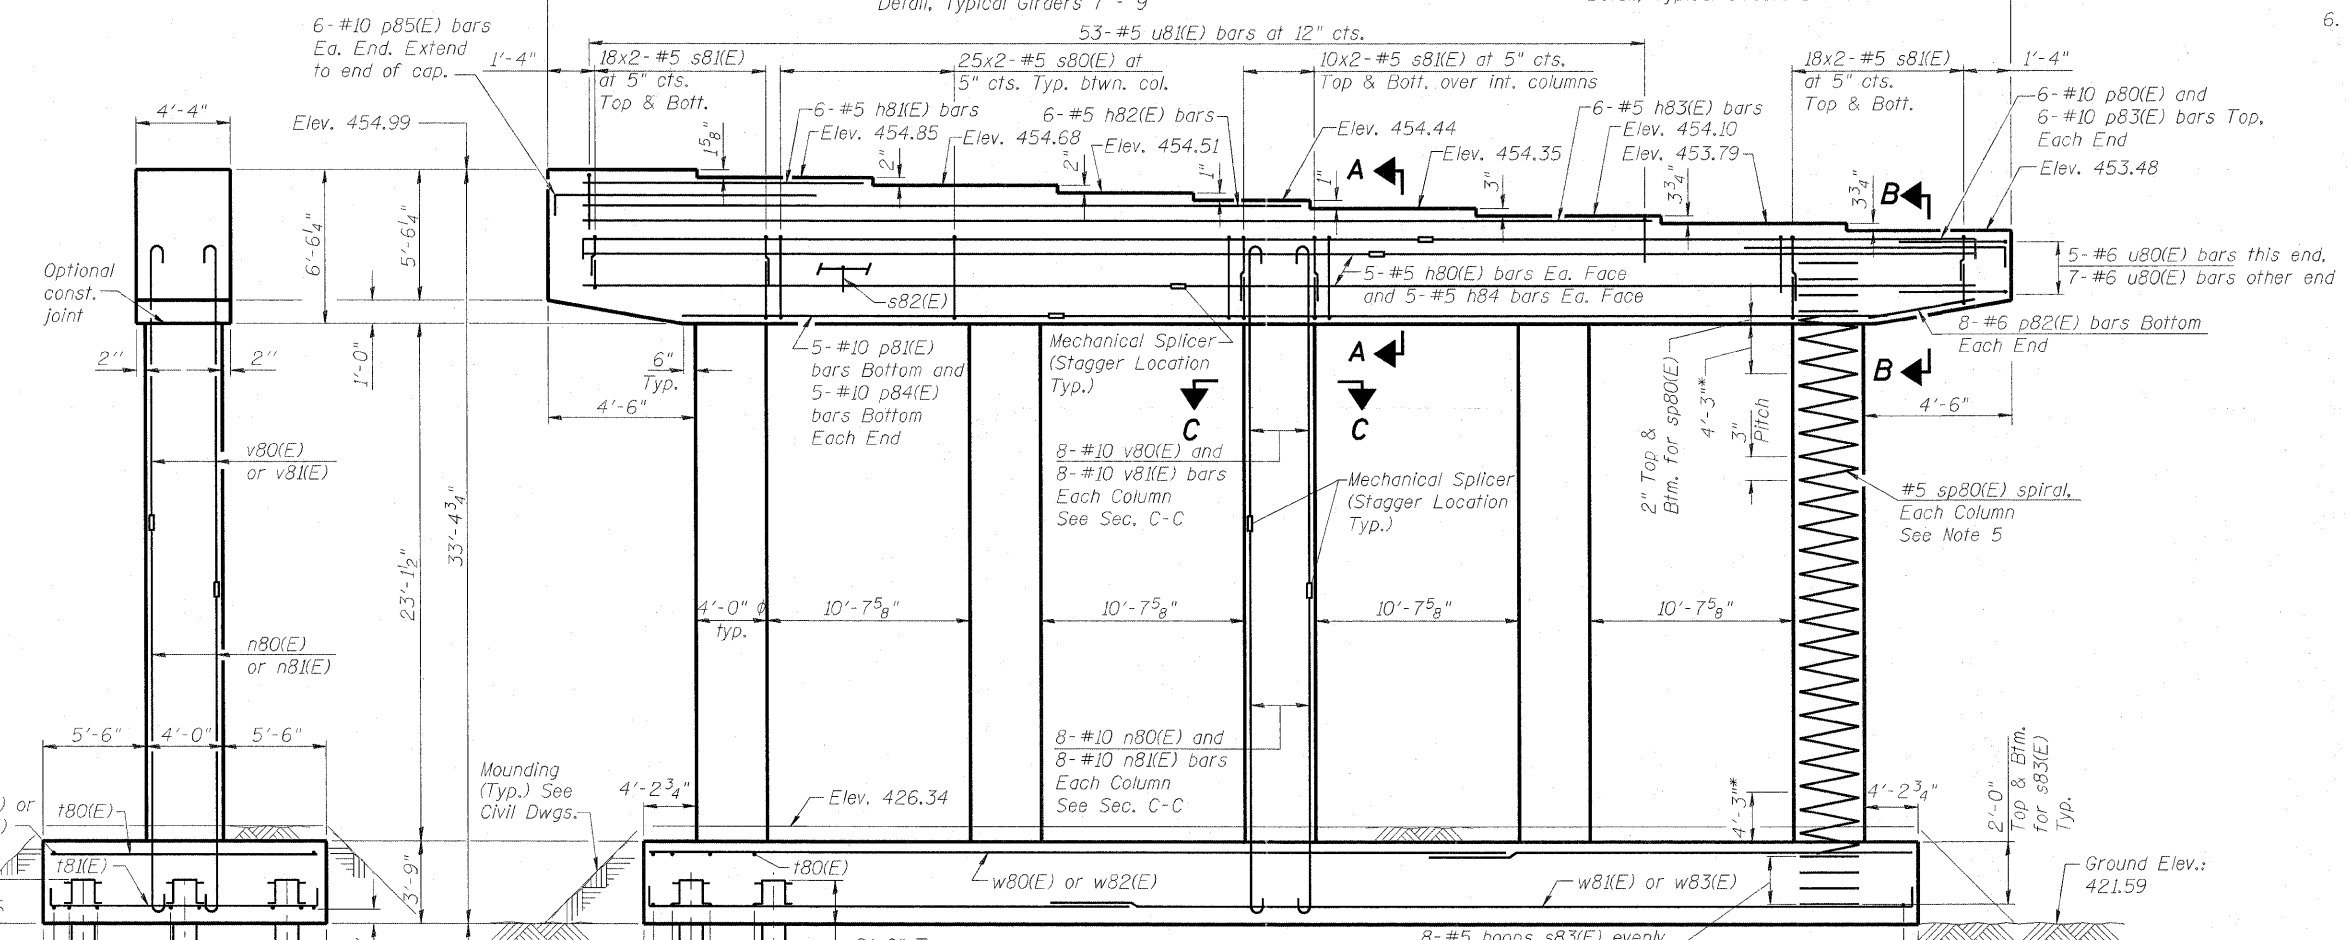 Detail, Typical Girders 7 - 9
6.
6-#10 p85(E) bars
Ea. End. Extend
to end of cap.
1'-4"
53-#5 u81(E) bars at 12" cts.
18x2-#5 s81(E)
at 5" cts.
Top & Bott.
25x2-#5 s80(E) at
5" cts. Typ. btwn. col.
10x2-#5 s81(E) at 5" cts.
Top & Bott. over int. columns
18x2-#5 s81(E)
at 5" cts.
Top & Bott.
1'-4"
4'-4"
Elev. 454.99
1 5/8"
6-#5 h81(E) bars
Elev. 454.85
2"
Elev. 454.68
6-#5 h82(E) bars
2"
Elev. 454.51
1"
Elev. 454.44
1"
A
Elev. 454.35
3"
6-#5 h83(E) bars
Elev. 454.10
Elev. 453.79
3 3/4"
3 3/4"
B
6-#10 p80(E) and
6-#10 p83(E) bars Top,
Each End
Elev. 453.48
6'-6 1/4"
5'-6 1/4"
Optional
const.
joint
s82(E)
5-#5 h80(E) bars Ea. Face
and 5-#5 h84 bars Ea. Face
5-#6 u80(E) bars this end,
7-#6 u80(E) bars other end
8-#6 p82(E) bars Bottom
Each End
2"
2"
1'-0"
6"
Typ.
4'-6"
5-#10 p81(E)
bars Bottom and
5-#10 p84(E)
bars Bottom
Each End
Mechanical Splicer
(Stagger Location
Typ.)
A
C
C
B
4'-6"
2" Top &
Btm. for sp80(E)
4'-3"*
3"
Pitch
v80(E)
or v81(E)
8-#10 v80(E) and
8-#10 v81(E) bars
Each Column
See Sec. C-C
Mechanical Splicer
(Stagger Location
Typ.)
#5 sp80(E) spiral,
Each Column
See Note 5
33'-4 3/4"
23'-1 1/2"
4'-0" ϕ
typ.
10'-7 5/8"
10'-7 5/8"
10'-7 5/8"
10'-7 5/8"
n80(E)
or n81(E)
5'-6"
4'-0"
5'-6"
8-#10 n80(E) and
8-#10 n81(E) bars
Each Column
See Sec. C-C
Mounding
(Typ.) See
Civil Dwgs.
4'-2 3/4"
Elev. 426.34
4'-3"*
4'-2 3/4"
2'-0"
Top & Btm.
for s83(E)
Typ.
) or
)
t80(E)
t81(E)
3'-9"
t80(E)
w80(E) or w82(E)
w81(E) or w83(E)
Ground Elev.:
421.59
8-#5 hoops s83(E) evenly